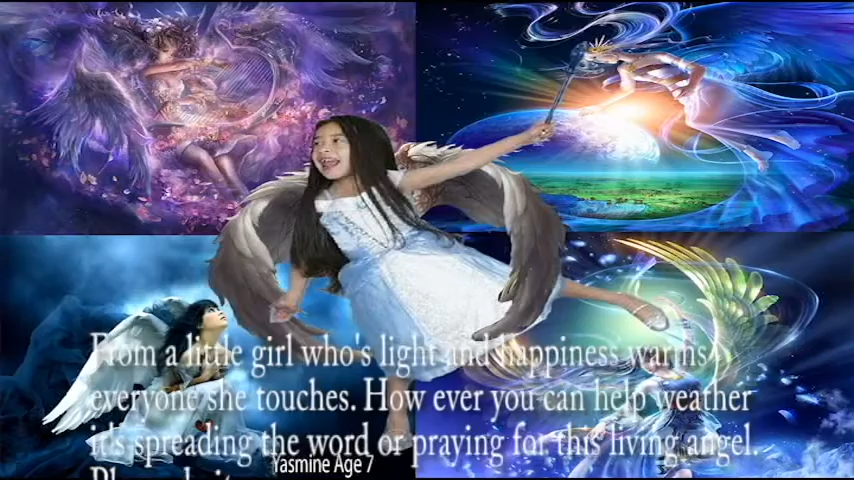 From a little girl who's light and happiness warms
everyone she touches. How ever you can help weather
it's spreading the word or praying for this living angel.
Yasmine Age 7